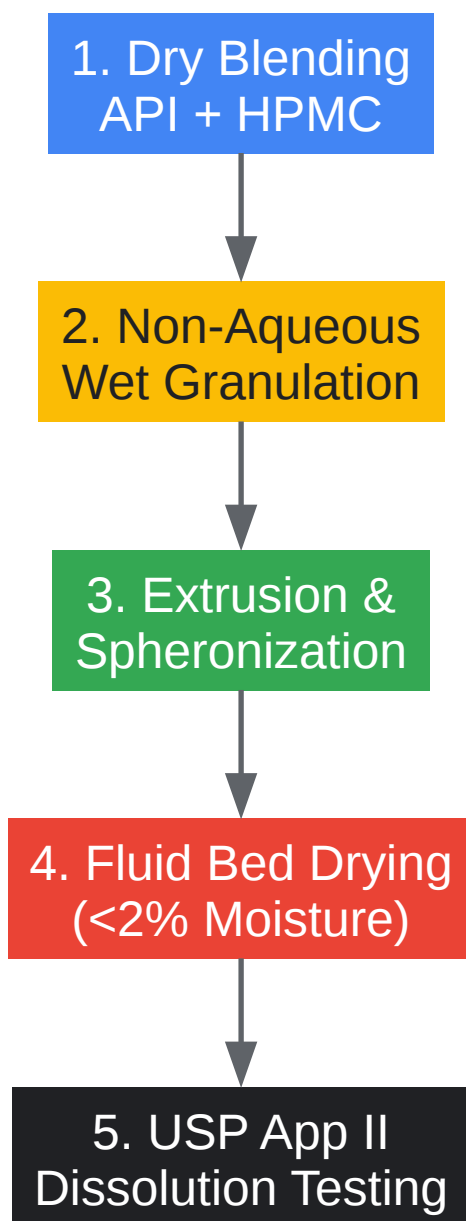 1. Dry Blending
API + HPMC
2. Non-Aqueous
Wet Granulation
3. Extrusion &
Spheronization
4. Fluid Bed Drying
(<2% Moisture)
5. USP App II
Dissolution Testing